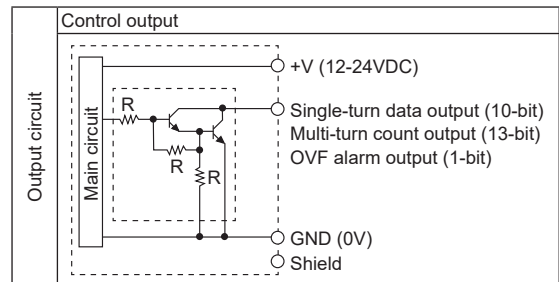 Control output
Output circuit
Main circuit
R
R
R
+V (12-24VDC)
Single-turn data output (10-bit)
Multi-turn count output (13-bit)
OVF alarm output (1-bit)
GND (0V)
Shield